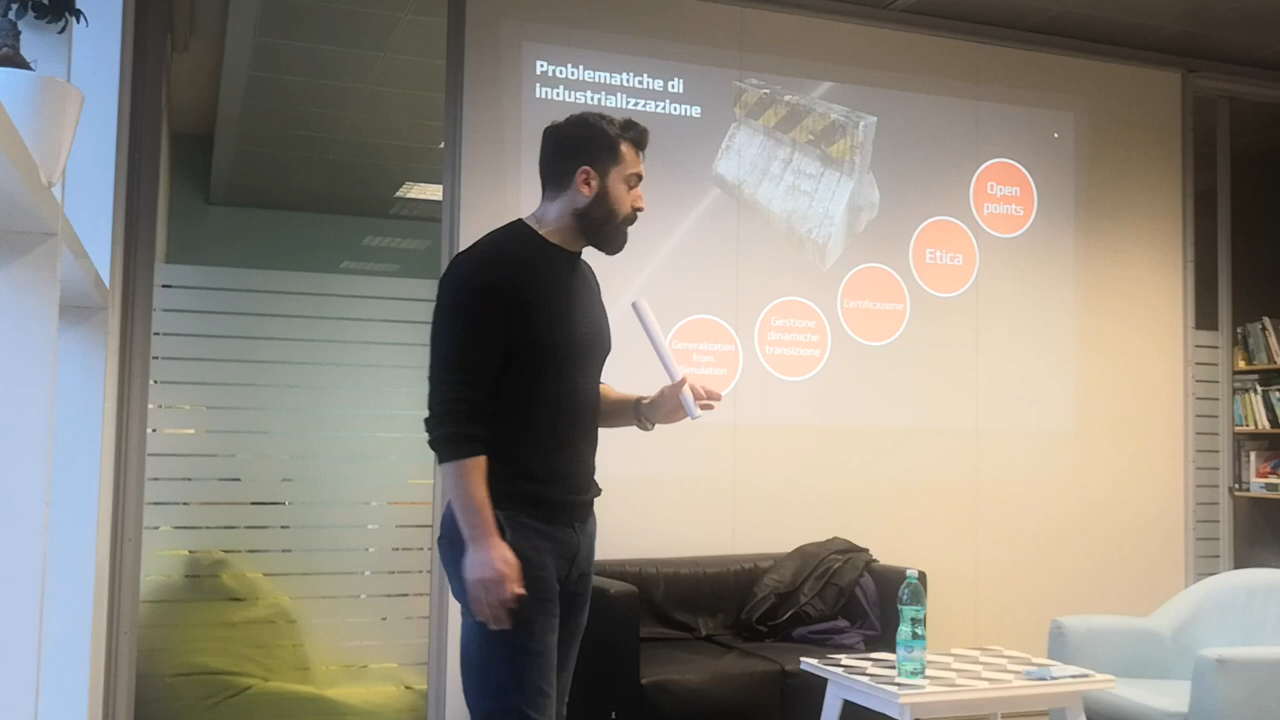 Problematiche di
industrializzazione
Generalization
from
Simulation
Gestione
dinamiche
transizione
Certificazione
Etica
Open
points